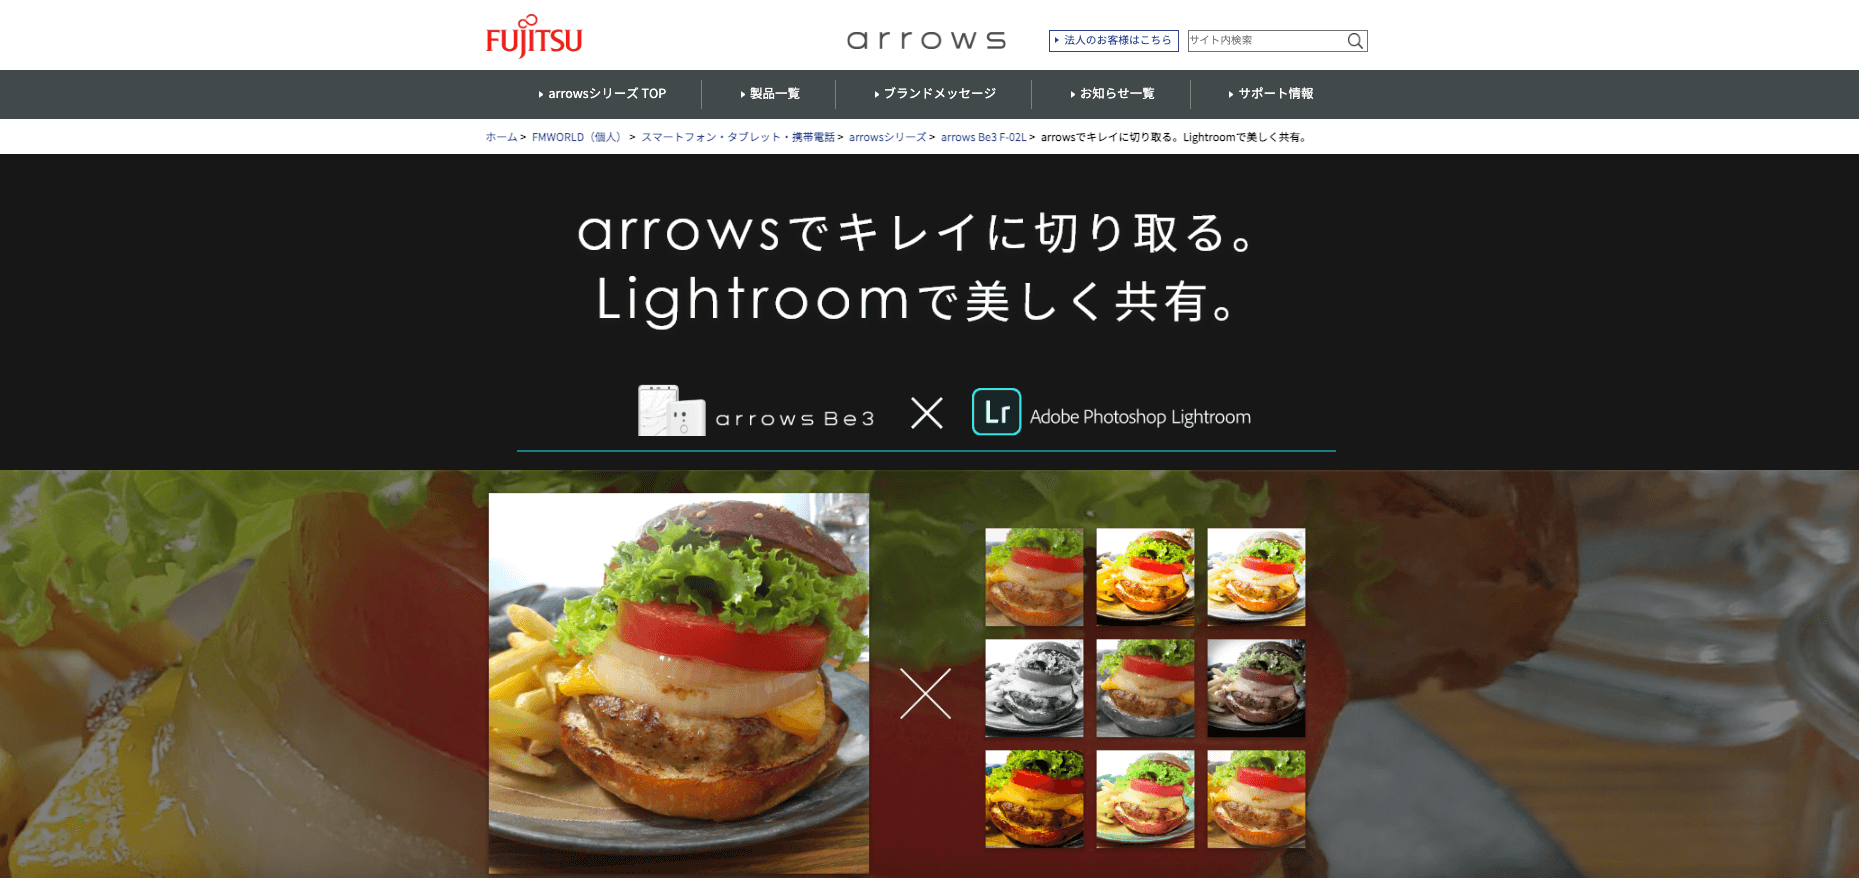 FUJITSU
arrows
法人のお客様はこちら
サイト内検索
arrowsシリーズ TOP
製品一覧
ブランドメッセージ
お知らせ一覧
サポート情報
ホーム > FMWORLD（個人） > スマートフォン・タブレット・携帯電話 > arrowsシリーズ > arrows Be3 F-02L > arrowsでキレイに切り取る。Lightroomで美しく共有。
arrowsでキレイに切り取る。
Lightroomで美しく共有。
arrows Be3
Lr Adobe Photoshop Lightroom